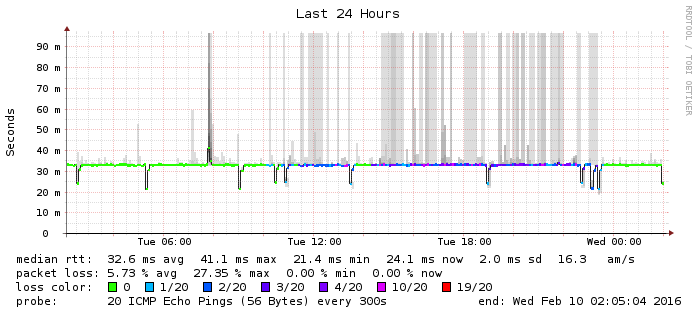 Last 24 Hours
RRDTOOL / TOBI OETIKER
Seconds
90 m
80 m
70 m
60 m
50 m
40 m
30 m
20 m
10 m
0
Tue 06:00 Tue 12:00 Tue 18:00 Wed 00:00
median rtt: 32.6 ms avg 41.1 ms max 21.4 ms min 24.1 ms now 2.0 ms sd 16.3 am/s
packet loss: 5.73 % avg 27.35 % max 0.00 % min 0.00 % now
loss color: 0 1/20 2/20 3/20 4/20 10/20 19/20
probe: 20 ICMP Echo Pings (56 Bytes) every 300s end: Wed Feb 10 02:05:04 2016